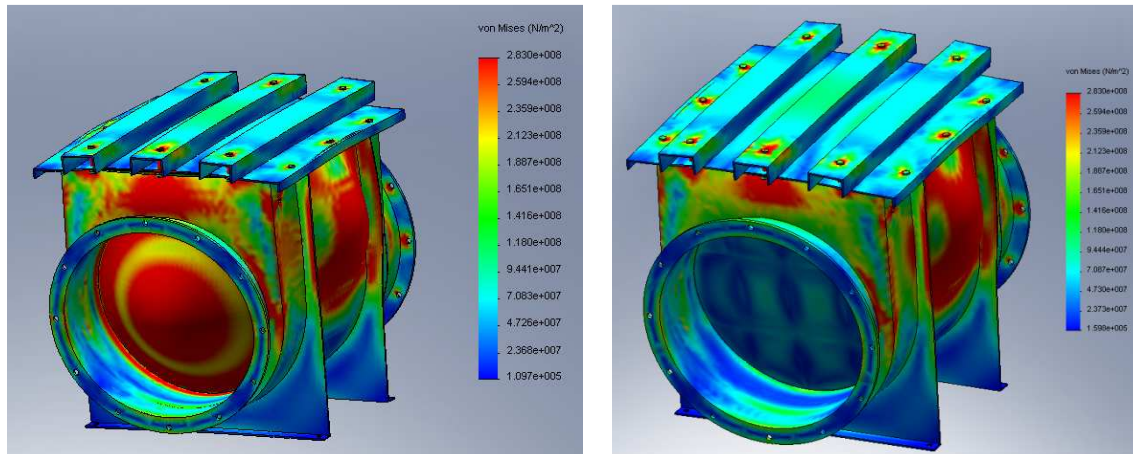 von Mises (N/m^2)
2.830e+008
2.594e+008
2.359e+008
2.123e+008
1.887e+008
1.651e+008
1.416e+008
1.180e+008
9.441e+007
7.083e+007
4.726e+007
2.368e+007
1.097e+005
von Mises (N/m^2)
2.830e+008
2.594e+008
2.359e+008
2.123e+008
1.887e+008
1.651e+008
1.416e+008
1.180e+008
9.444e+007
7.087e+007
4.730e+007
2.373e+007
1.598e+005